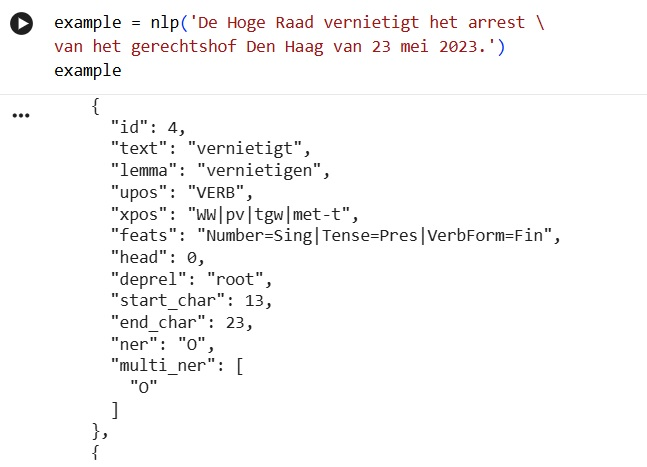 example = nlp('De Hoge Raad vernietigt het arrest \
van het gerechtshof Den Haag van 23 mei 2023.')
example
...
{
"id": 4,
"text": "vernietigt",
"lemma": "vernietigen",
"upos": "VERB",
"xpos": "WW|pv|tgw|met-t",
"feats": "Number=Sing|Tense=Pres|VerbForm=Fin",
"head": 0,
"deprel": "root",
"start_char": 13,
"end_char": 23,
"ner": "O",
"multi_ner": [
"O"
]
},
{